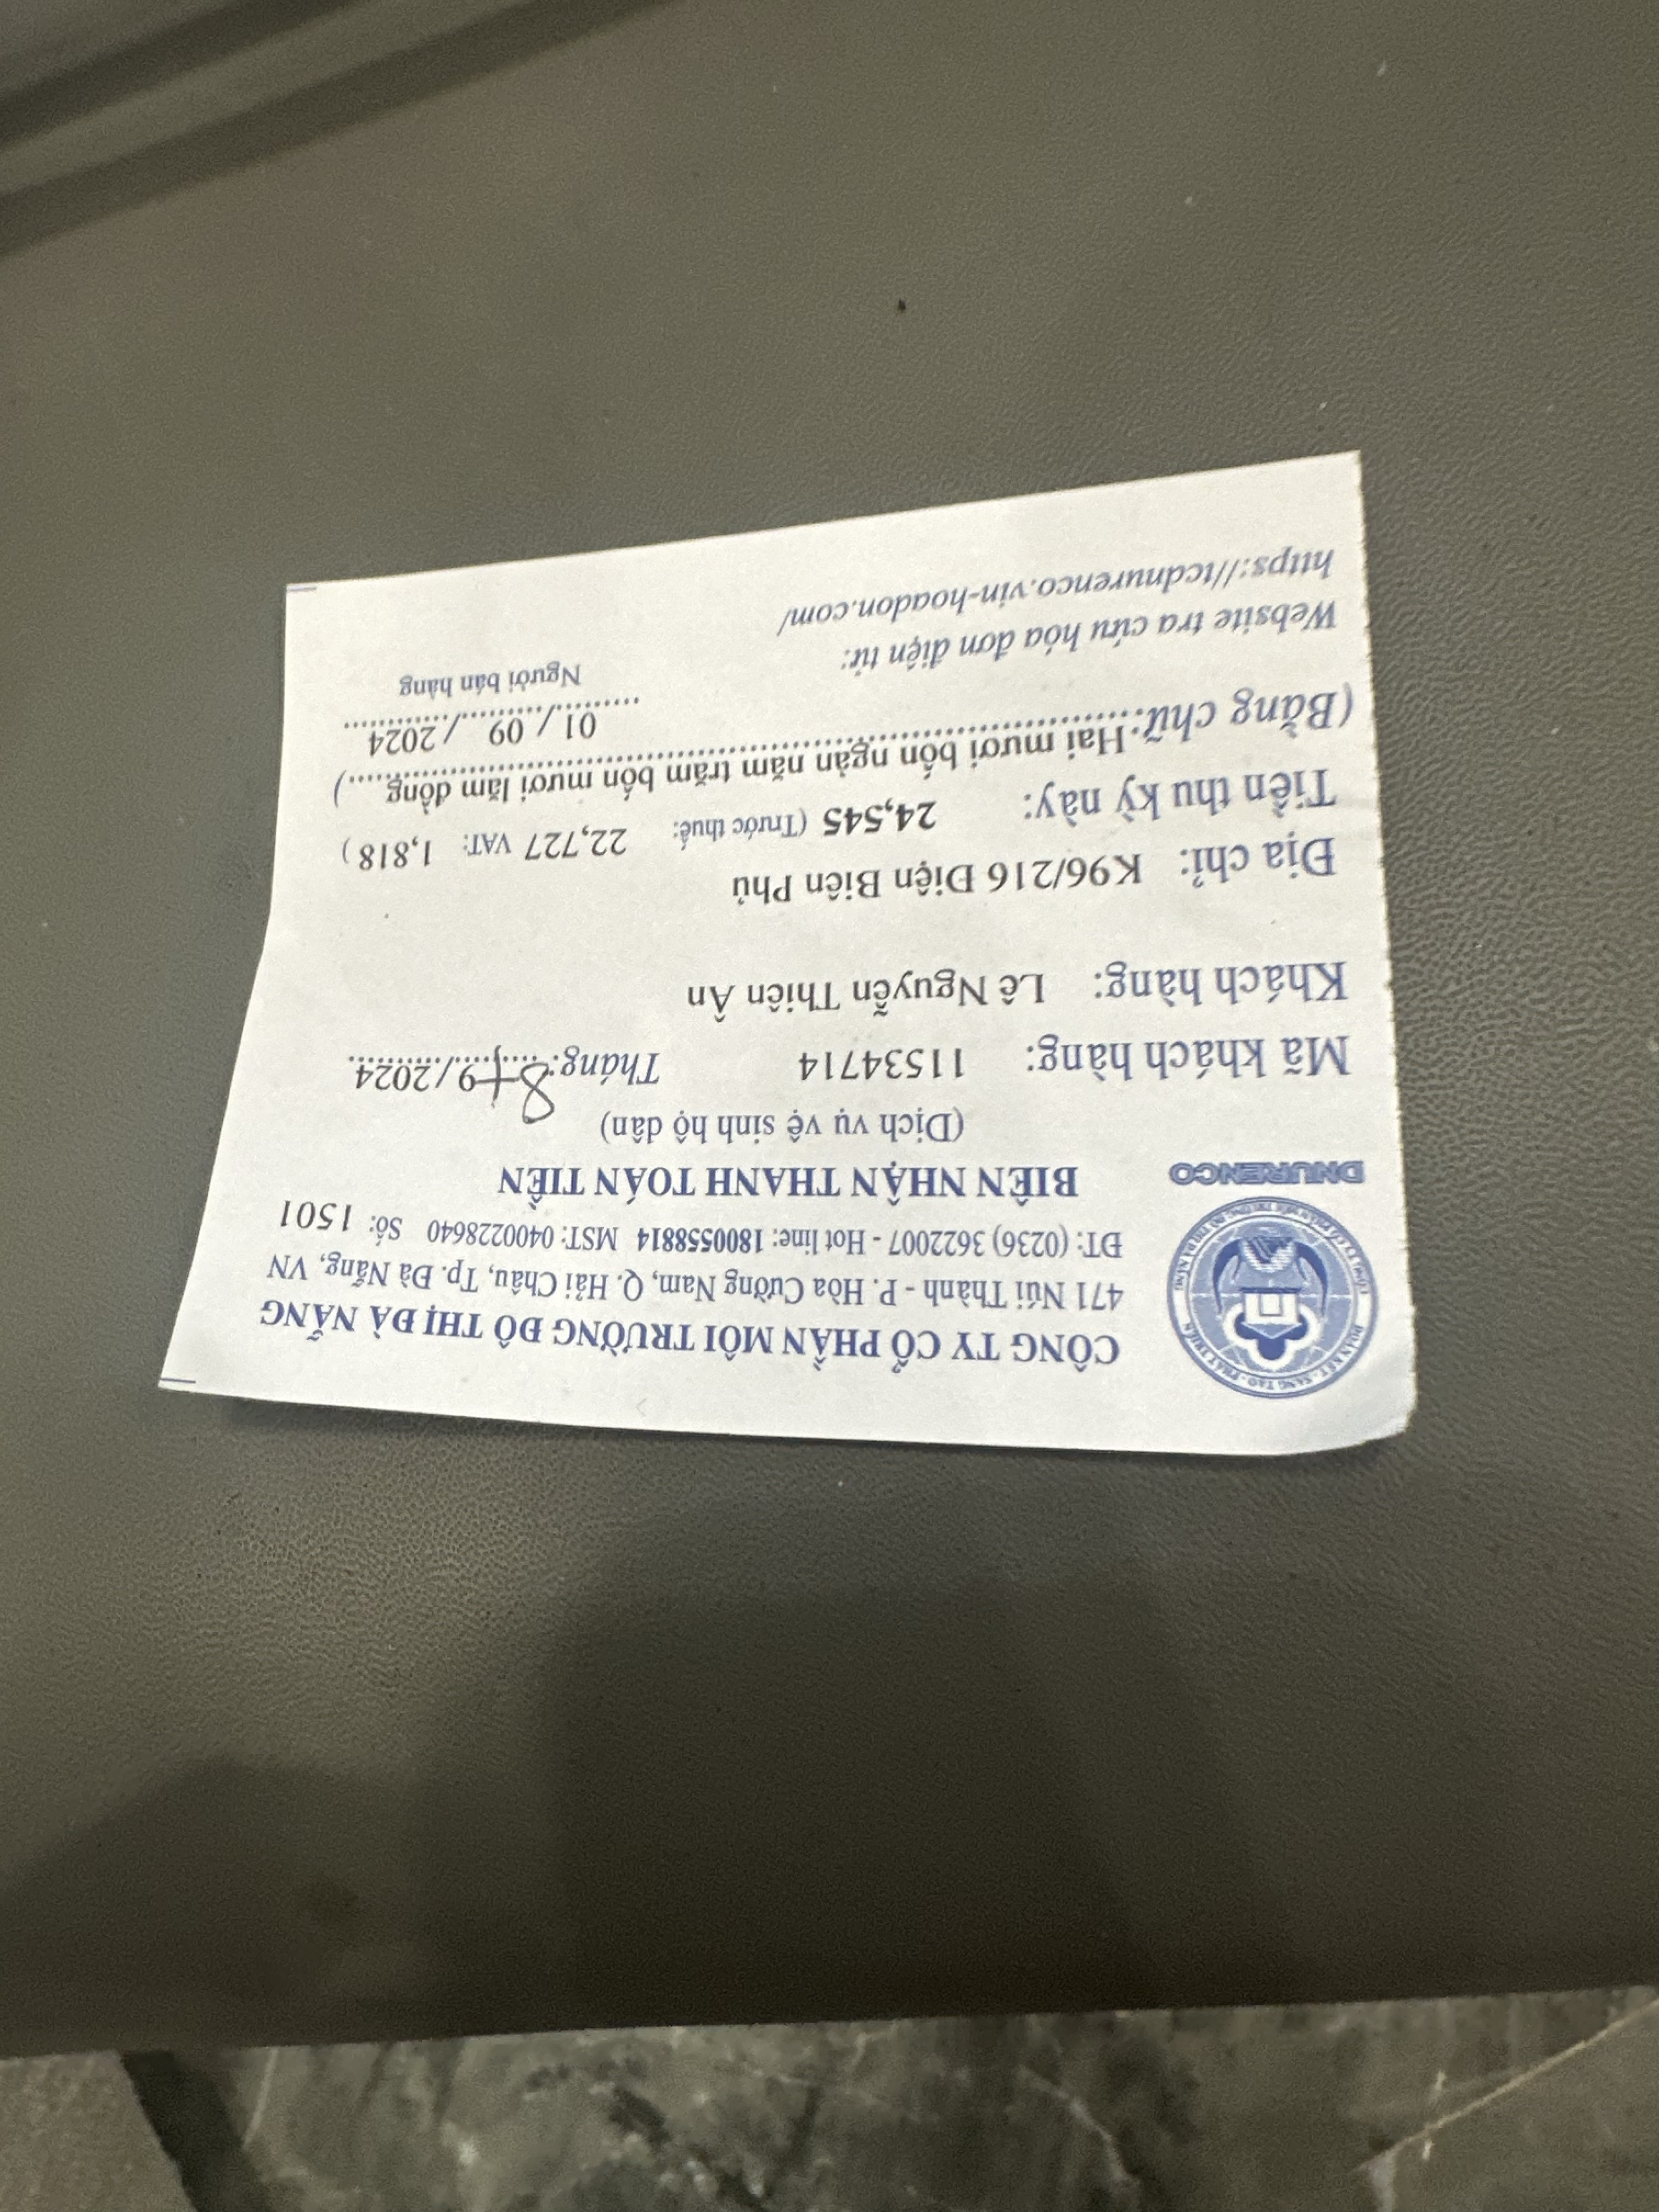 ĐOÀN KẾT - SÁNG TẠO - PHÁT TRIỂN
CÔNG TY CỔ PHẦN MÔI TRƯỜNG ĐÔ THỊ ĐÀ NẴNG
DNURENCO
CÔNG TY CỔ PHẦN MÔI TRƯỜNG ĐÔ THỊ ĐÀ NẴNG
471 Núi Thành - P. Hòa Cường Nam, Q. Hải Châu, Tp. Đà Nẵng, VN
ĐT: (0236) 3622007 - Hot line: 1800558814 MST: 0400228640 Số: 1501
BIÊN NHẬN THANH TOÁN TIỀN
(Dịch vụ vệ sinh hộ dân)
Mã khách hàng: 11534714 Tháng: 8+9/2024
Khách hàng: Lê Nguyễn Thiên Ân
Địa chỉ: K96/216 Điện Biên Phủ
Tiền thu kỳ này: 24,545 (Trước thuế: 22,727 VAT: 1,818 )
(Bằng chữ: Hai mươi bốn ngàn năm trăm bốn mươi lăm đồng.....)
01/ 09 / 2024
Người bán hàng
Website tra cứu hóa đơn điện tử:
https://tcdnurenco.vin-hoadon.com/